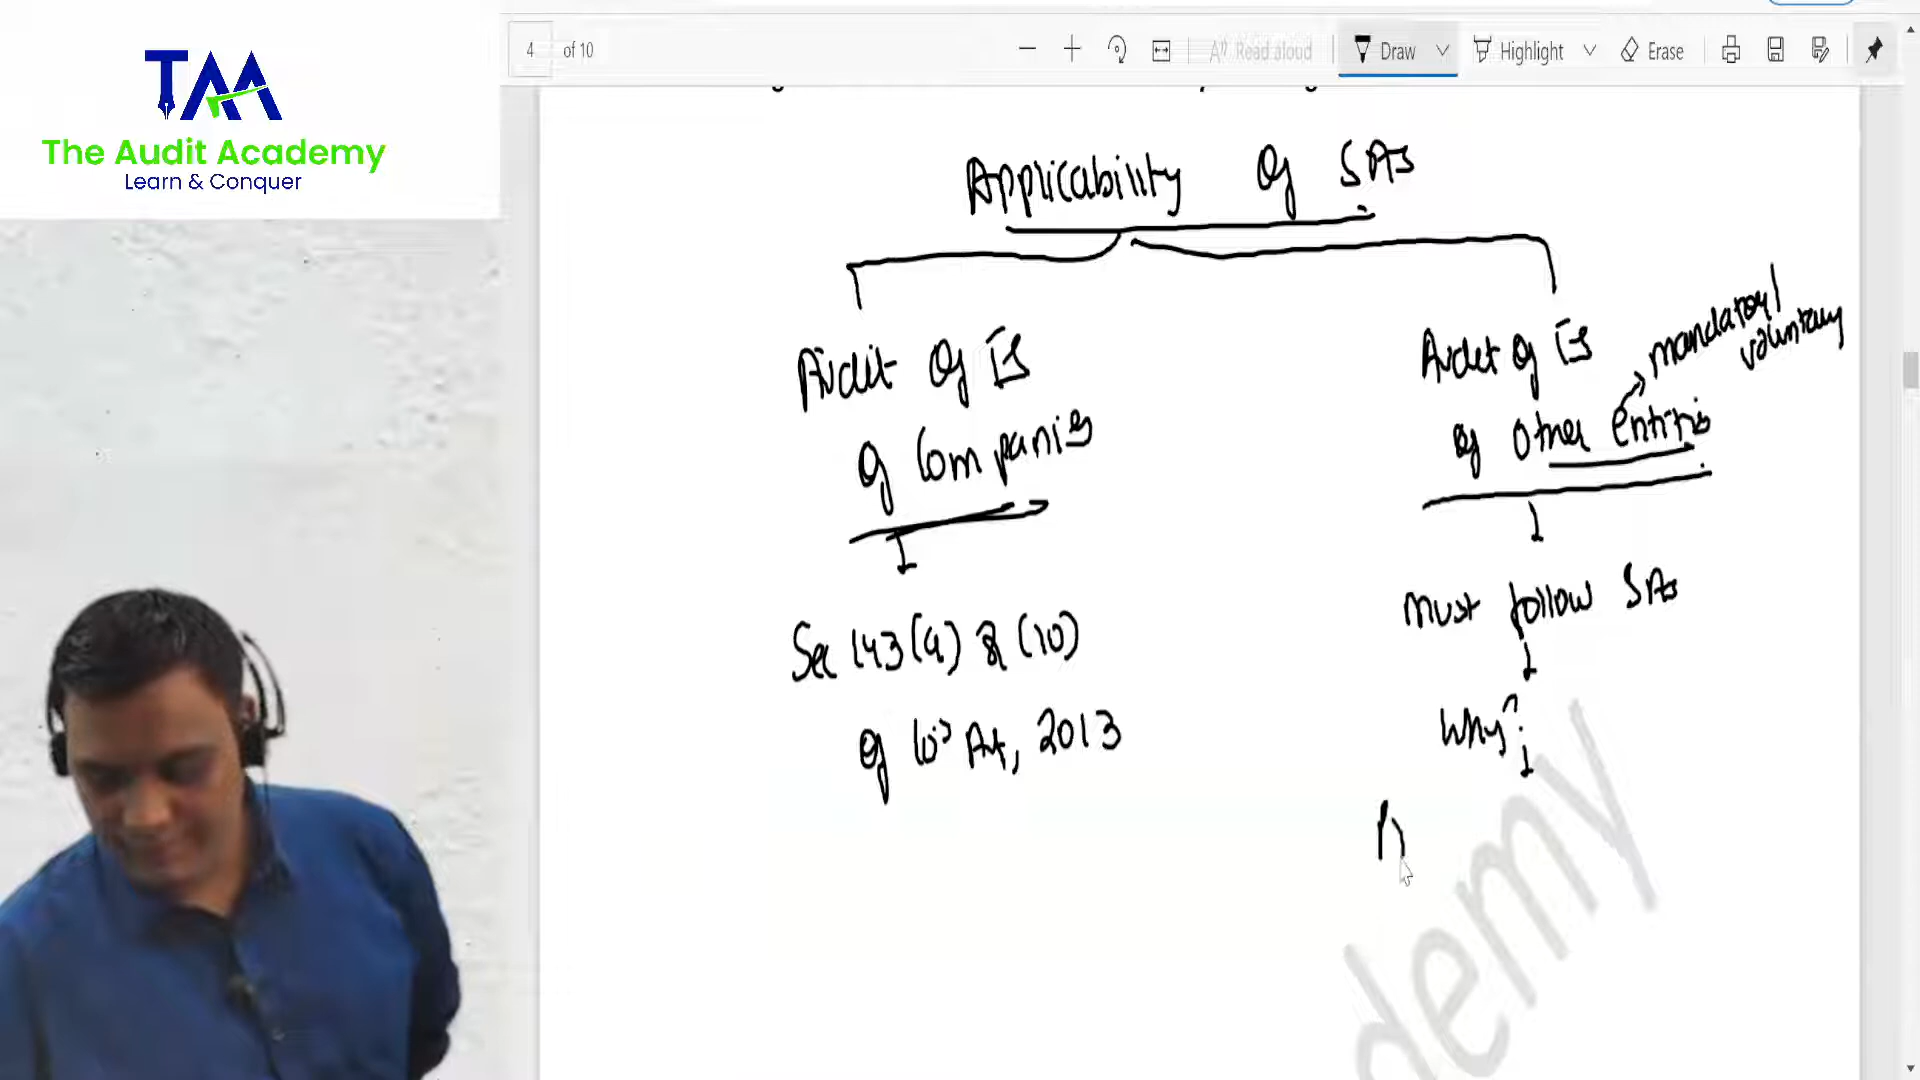 TAA
The Audit Academy
Learn & Conquer
4 of 10
Read aloud
Draw
Highlight
Erase
Applicability of SAs
Audit of FS
of Companies
Sec 143(9) & (10)
of Co's Act, 2013
Audit of FS
of other entities
mandatory/
voluntary
Must follow SAs
Why?
demy